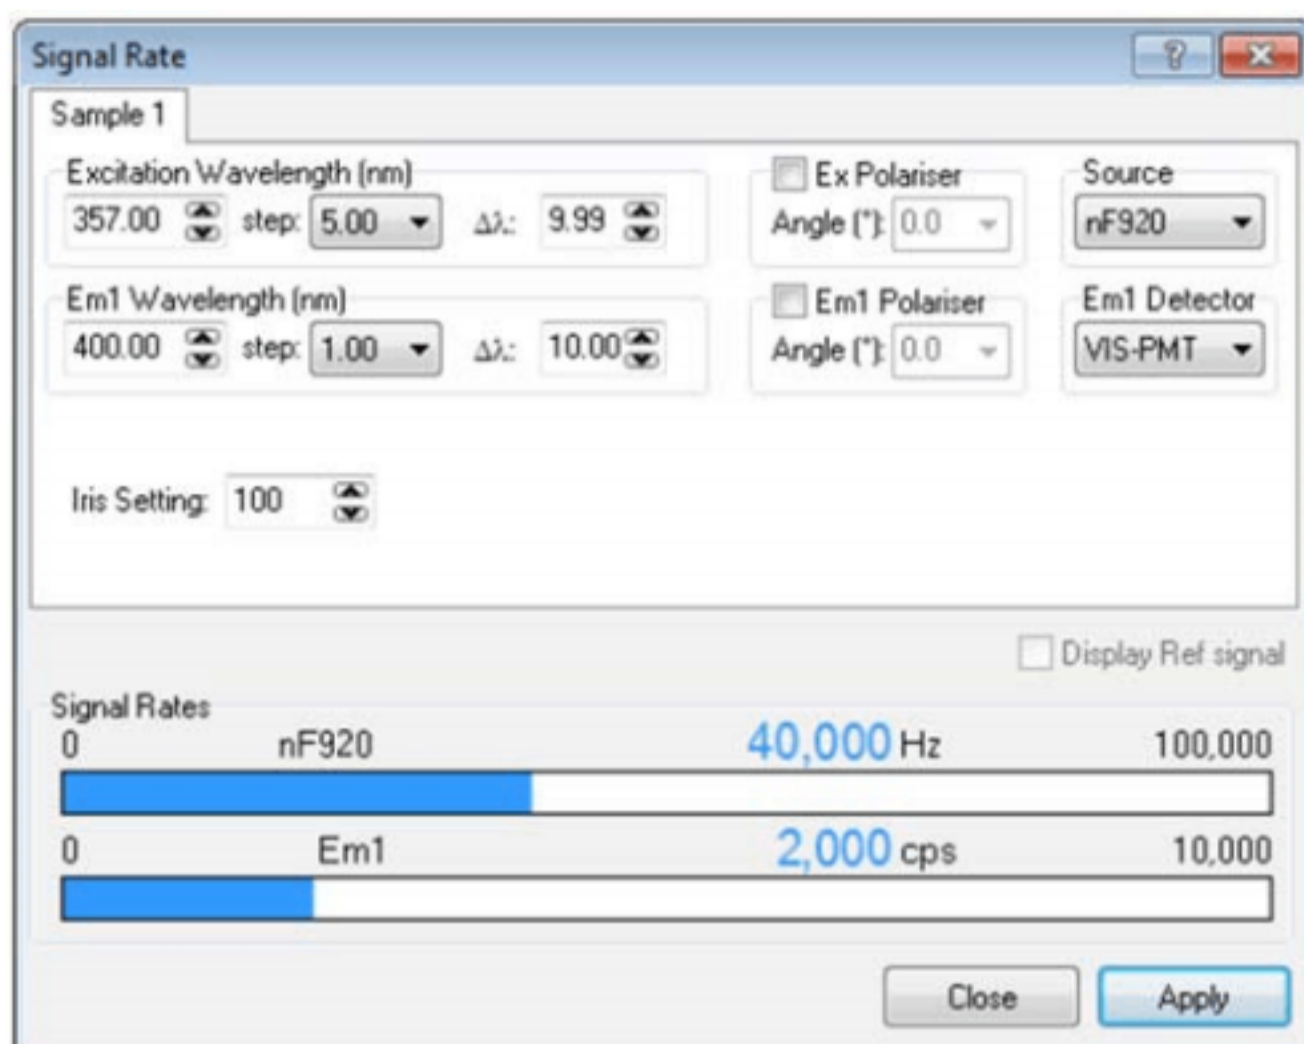 Signal Rate
Sample 1
Excitation Wavelength (nm)
357.00 step: 5.00 Δλ: 9.99
Ex Polariser
Angle (°): 0.0
Source
nF920
Em1 Wavelength (nm)
400.00 step: 1.00 Δλ: 10.00
Em1 Polariser
Angle (°): 0.0
Em1 Detector
VIS-PMT
Iris Setting: 100
Display Ref signal
Signal Rates
0 nF920 40,000 Hz 100,000
0 Em1 2,000 cps 10,000
Close Apply